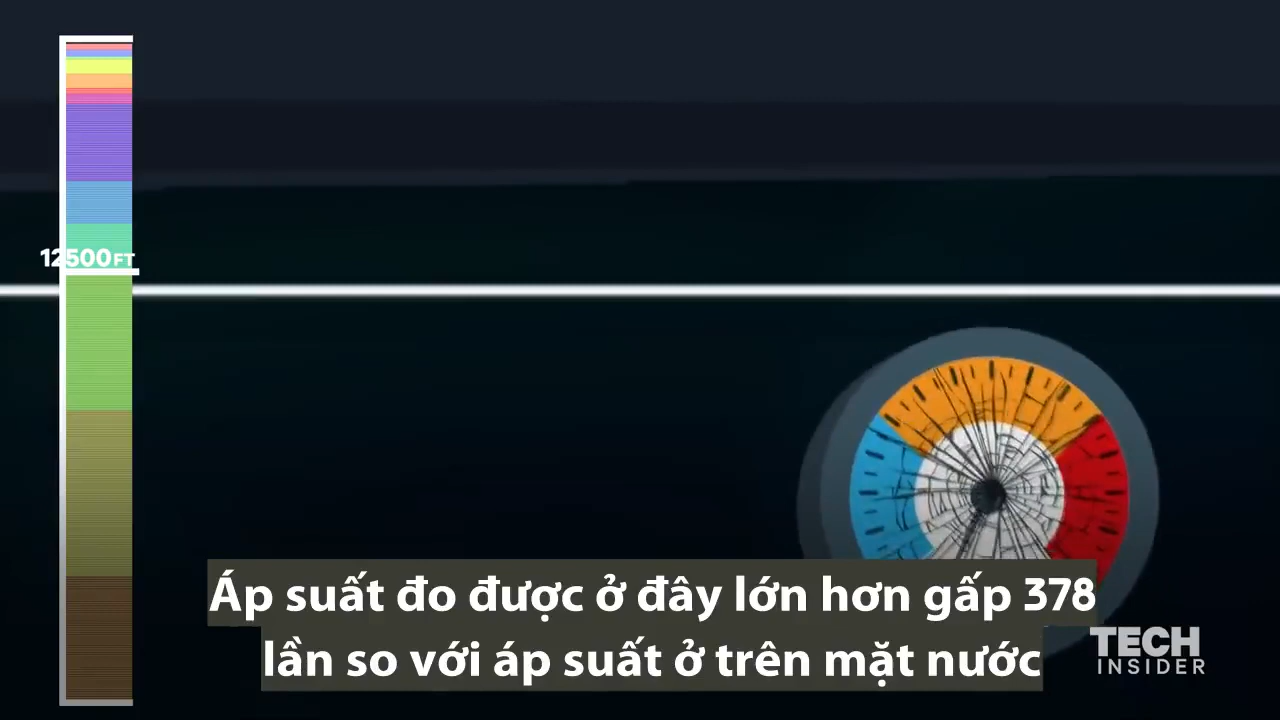 12500FT
Áp suất đo được ở đây lớn hơn gấp 378
lần so với áp suất ở trên mặt nước
TECH
INSIDER